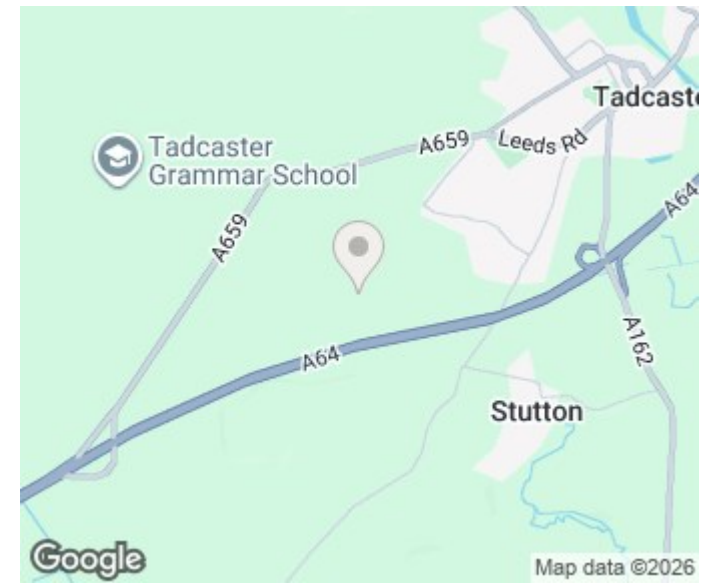 Tadcaste
A659
Leeds Rd
Tadcaster
Grammar School
A64
A659
A64
A162
Stutton
Google
Map data ©2026